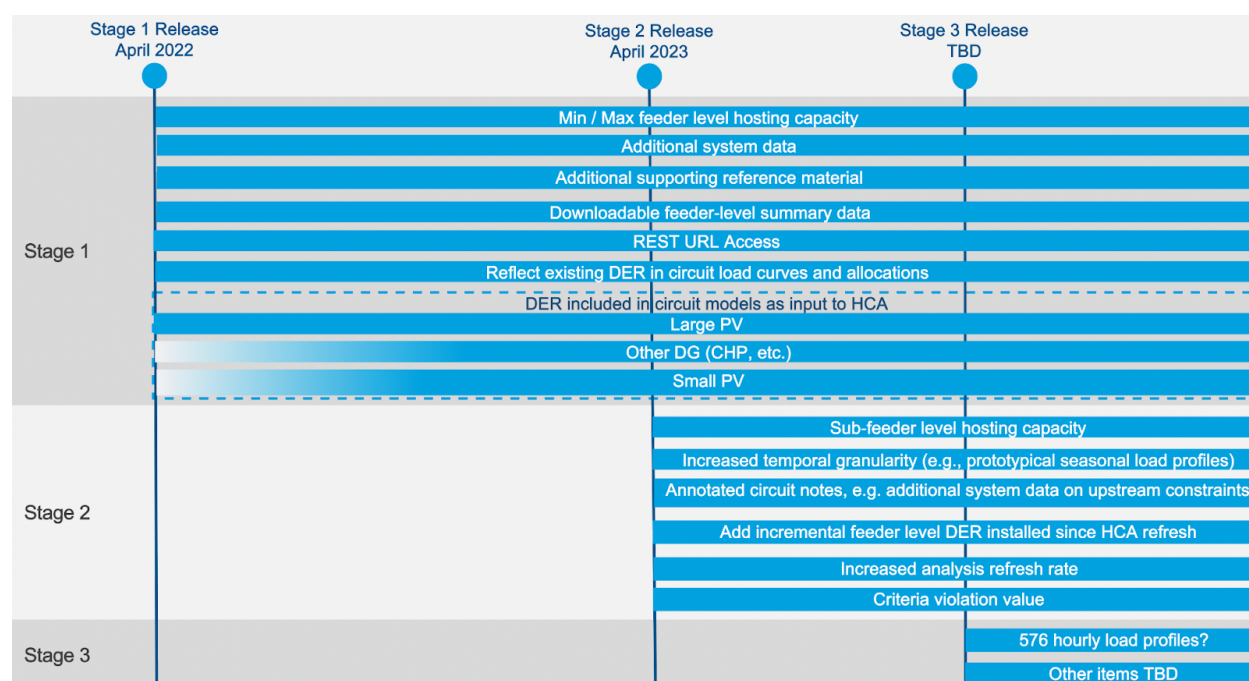 Stage 1 Release
April 2022
Stage 2 Release
April 2023
Stage 3 Release
TBD
Stage 1
Min / Max feeder level hosting capacity
Additional system data
Additional supporting reference material
Downloadable feeder-level summary data
REST URL Access
Reflect existing DER in circuit load curves and allocations
DER included in circuit models as input to HCA
Large PV
Other DG (CHP, etc.)
Small PV
Stage 2
Sub-feeder level hosting capacity
Increased temporal granularity (e.g., prototypical seasonal load profiles)
Annotated circuit notes, e.g. additional system data on upstream constraints
Add incremental feeder level DER installed since HCA refresh
Increased analysis refresh rate
Criteria violation value
Stage 3
576 hourly load profiles?
Other items TBD